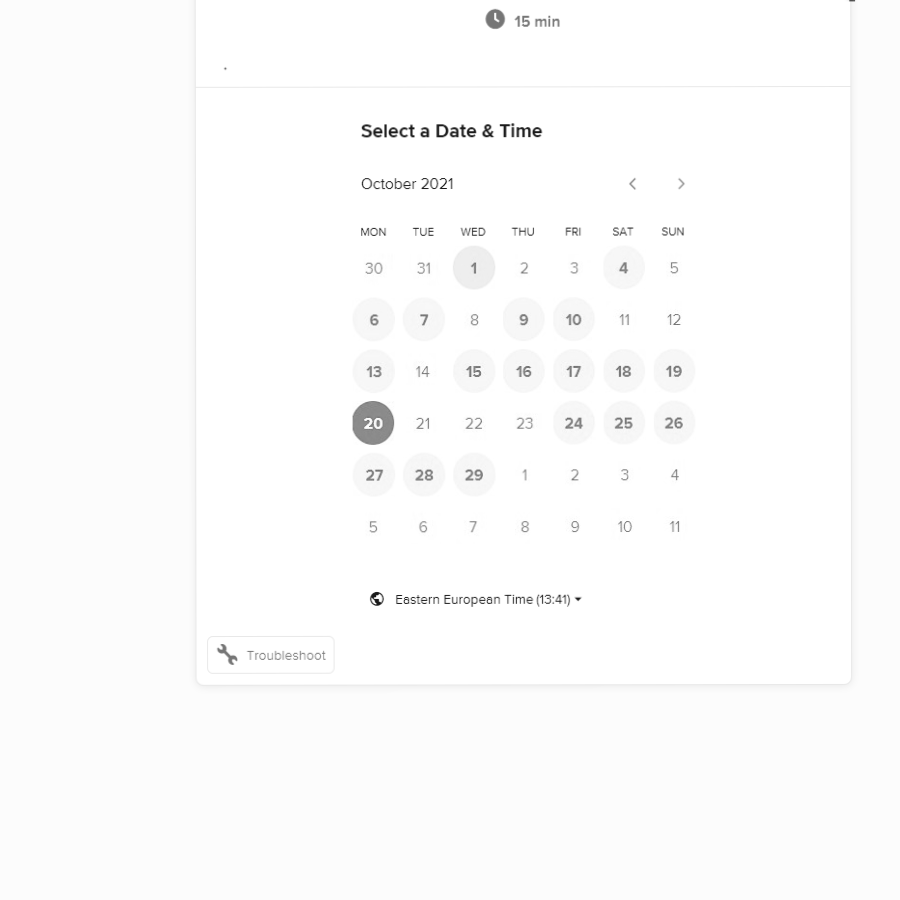 15 min
.
Select a Date & Time
October 2021
MON TUE WED THU FRI SAT SUN
30 31 1 2 3 4 5
6 7 8 9 10 11 12
13 14 15 16 17 18 19
20 21 22 23 24 25 26
27 28 29 1 2 3 4
5 6 7 8 9 10 11
Eastern European Time (13:41)
Troubleshoot